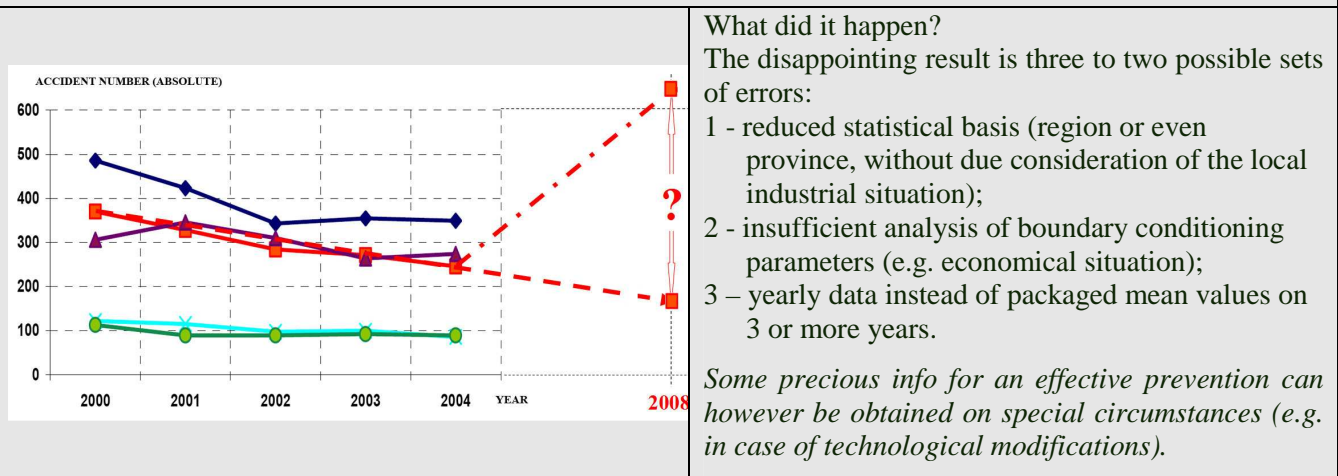 ACCIDENT NUMBER (ABSOLUTE)
600
500
400
300
200
100
0
2000 2001 2002 2003 2004 YEAR 2008
?
What did it happen?
The disappointing result is three to two possible sets
of errors:
1 - reduced statistical basis (region or even
province, without due consideration of the local
industrial situation);
2 - insufficient analysis of boundary conditioning
parameters (e.g. economical situation);
3 – yearly data instead of packaged mean values on
3 or more years.
Some precious info for an effective prevention can
however be obtained on special circumstances (e.g.
in case of technological modifications).